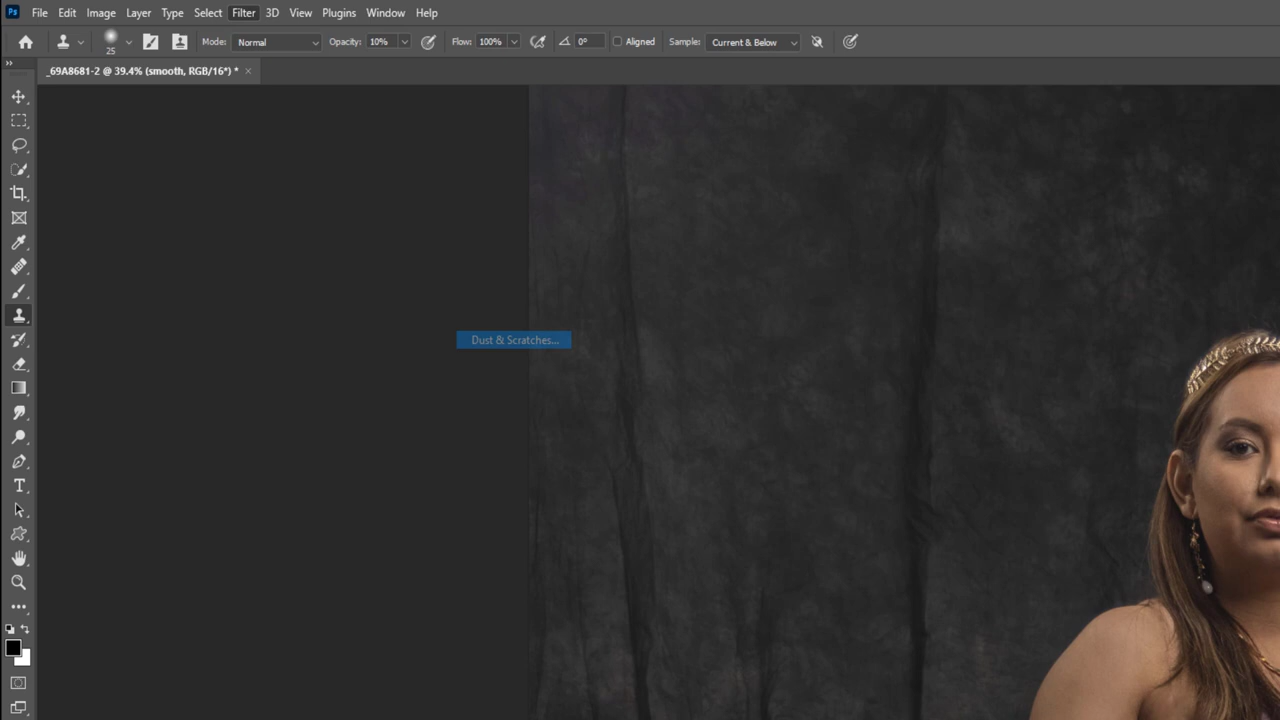 Ps File Edit Image Layer Type Select Filter 3D View Plugins Window Help
25 Mode: Normal Opacity: 10% Flow: 100% 0° Aligned Sample: Current & Below
_69A8681-2 @ 39.4% (smooth, RGB/16*) * ×
Dust & Scratches...
T